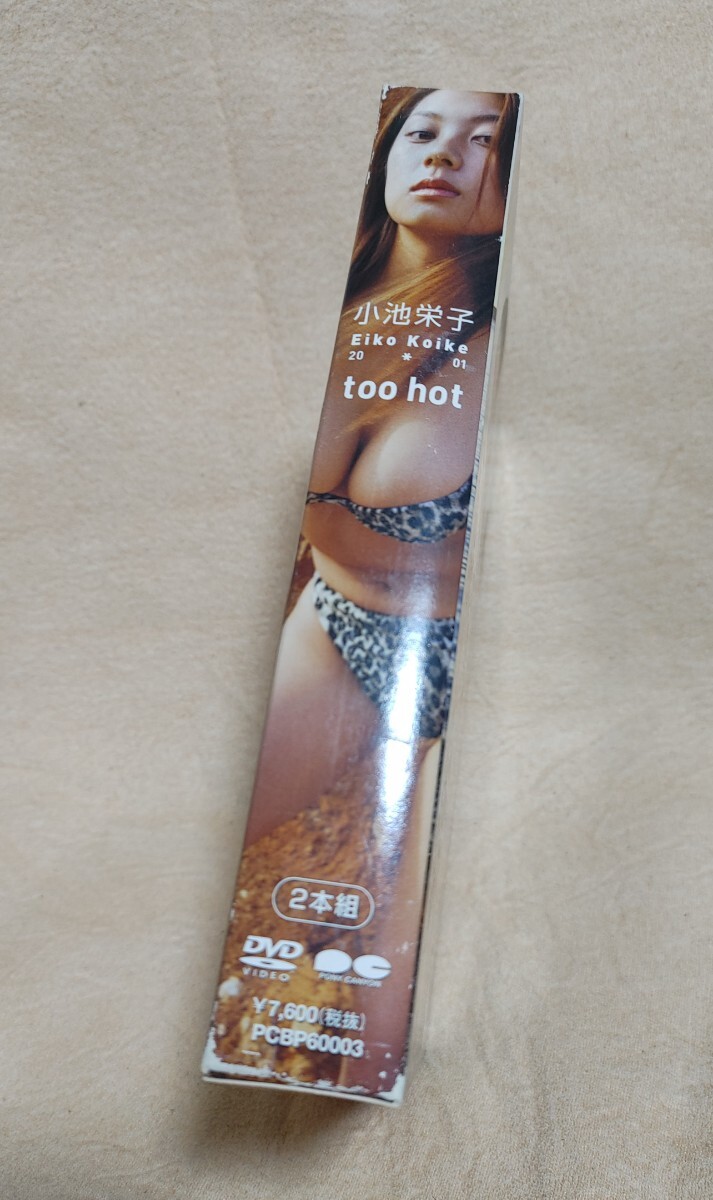 小池栄子
Eiko Koike
20 * 01
too hot
2本組
DVD
VIDEO
PONY CANYON
¥7,600(税抜)
PCBP60003